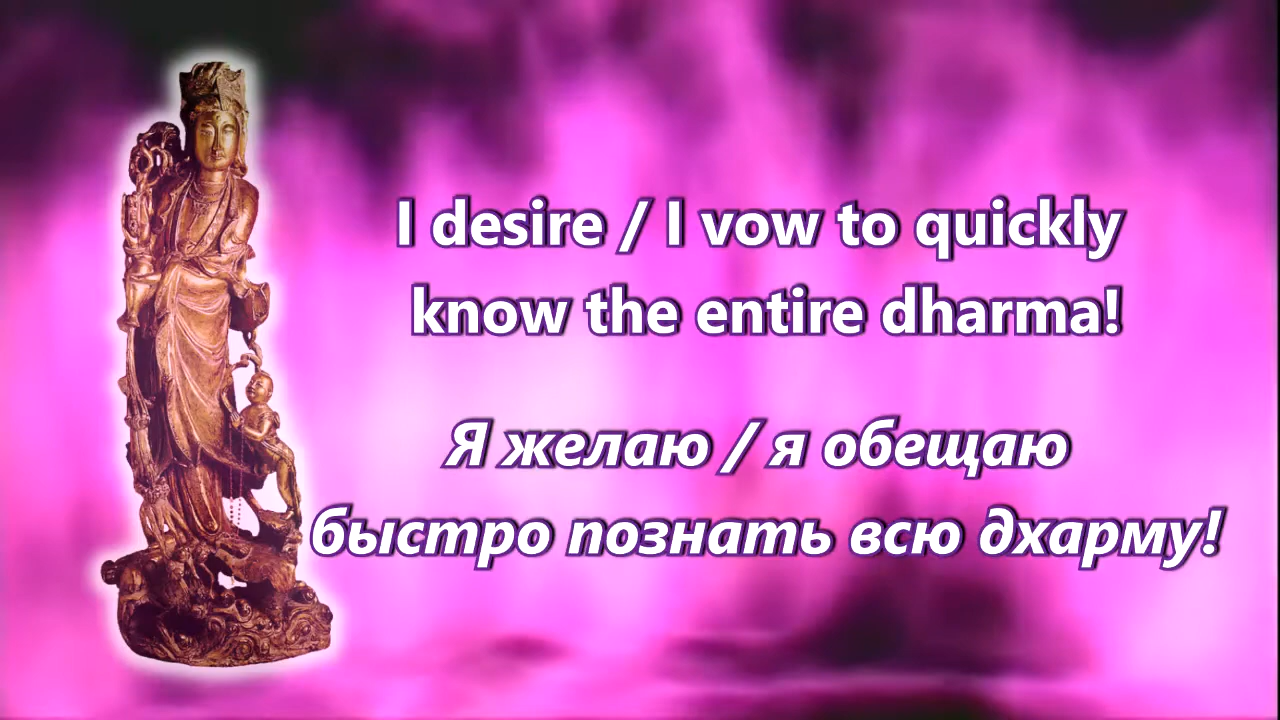 I desire / I vow to quickly
know the entire dharma!
Я желаю / я обещаю
быстро познать всю дхарму!